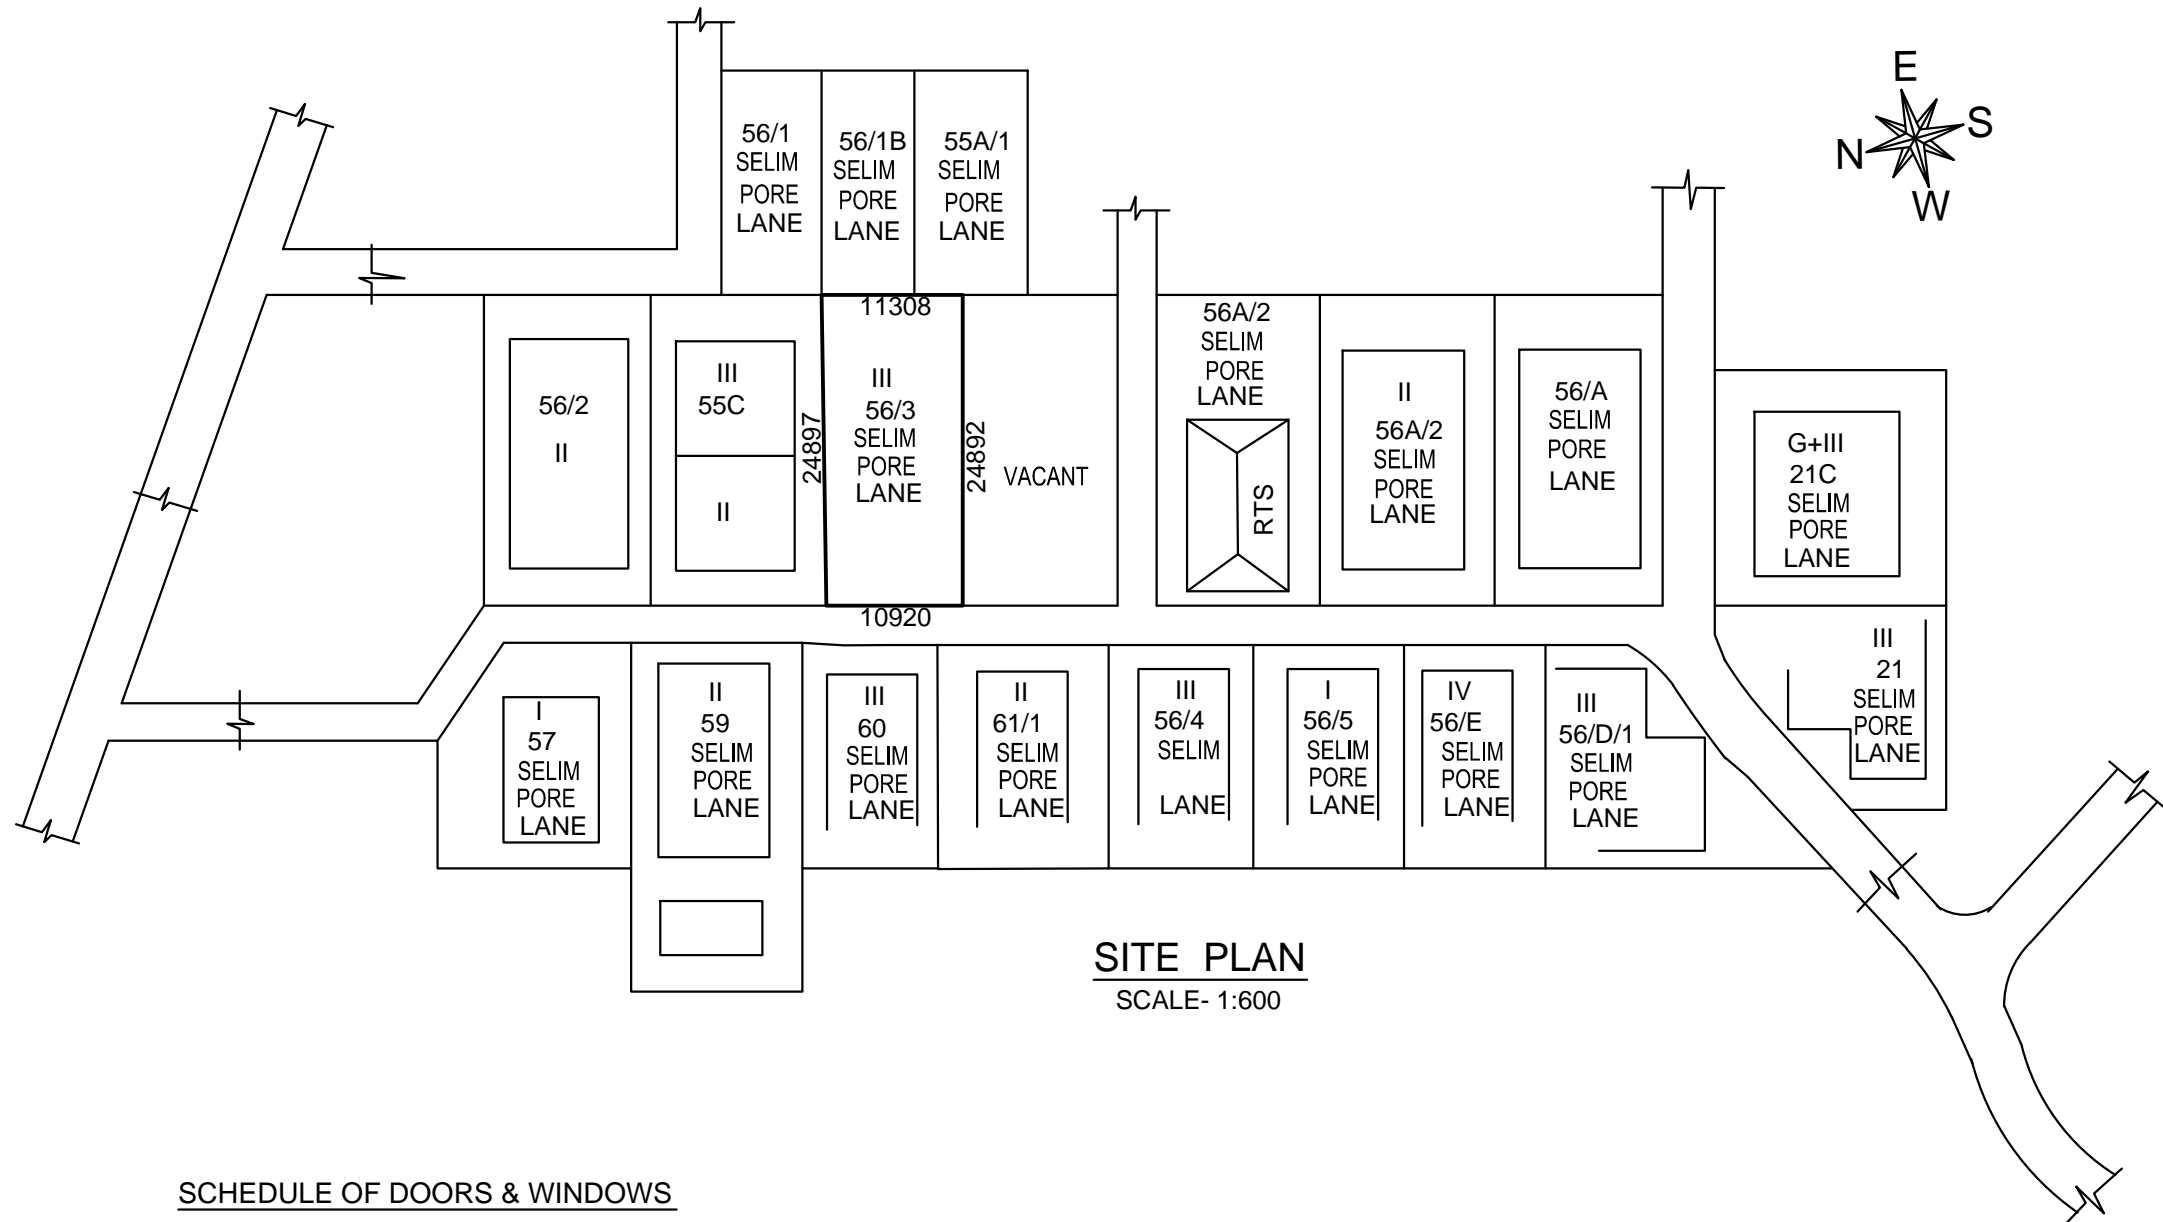 E
N
S
W
56/1
SELIM
PORE
LANE
56/1B
SELIM
PORE
LANE
55A/1
SELIM
PORE
LANE
56/2
II
III
55C
II
11308
24897
III
56/3
SELIM
PORE
LANE
24892
10920
VACANT
56A/2
SELIM
PORE
LANE
RTS
II
56A/2
SELIM
PORE
LANE
56/A
SELIM
PORE
LANE
G+III
21C
SELIM
PORE
LANE
III
21
SELIM
PORE
LANE
I
57
SELIM
PORE
LANE
II
59
SELIM
PORE
LANE
III
60
SELIM
PORE
LANE
II
61/1
SELIM
PORE
LANE
III
56/4
SELIM
LANE
I
56/5
SELIM
PORE
LANE
IV
56/E
SELIM
PORE
LANE
III
56/D/1
SELIM
PORE
LANE
SITE PLAN
SCALE- 1:600
SCHEDULE OF DOORS & WINDOWS